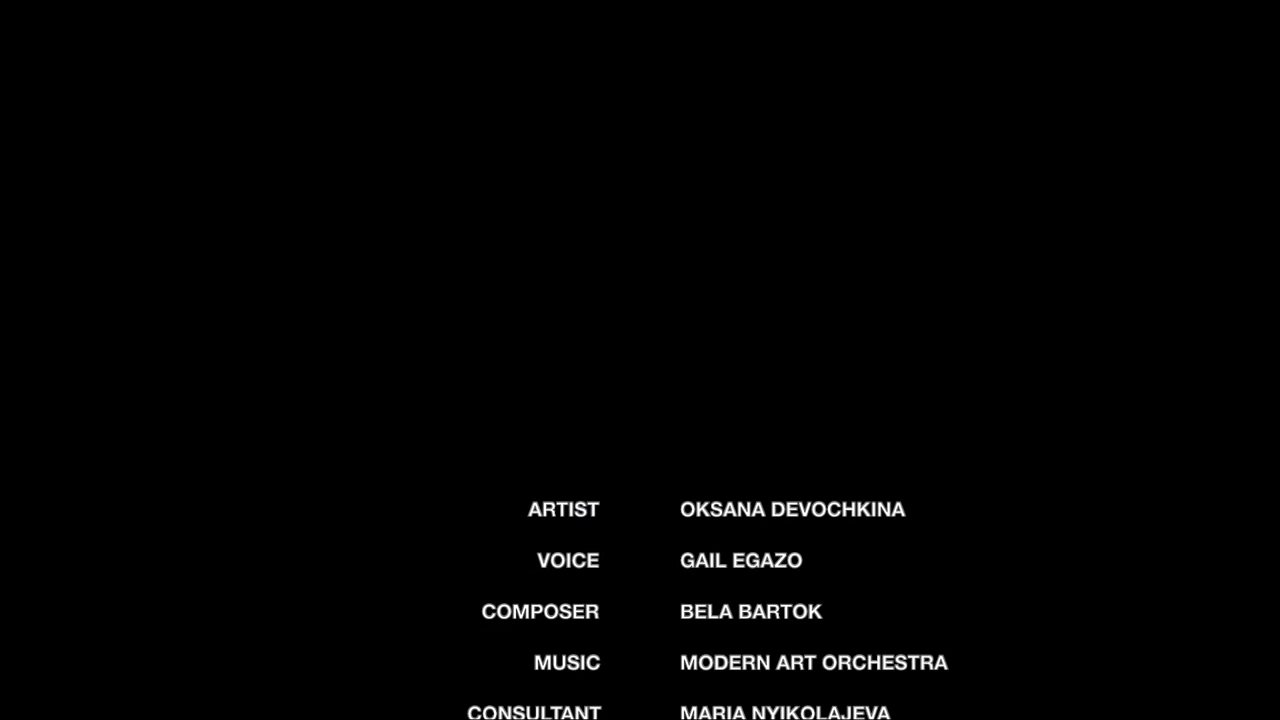 ARTIST OKSANA DEVOCHKINA
VOICE GAIL EGAZO
COMPOSER BELA BARTOK
MUSIC MODERN ART ORCHESTRA
CONSULTANT MARIA NYIKOLAJEVA